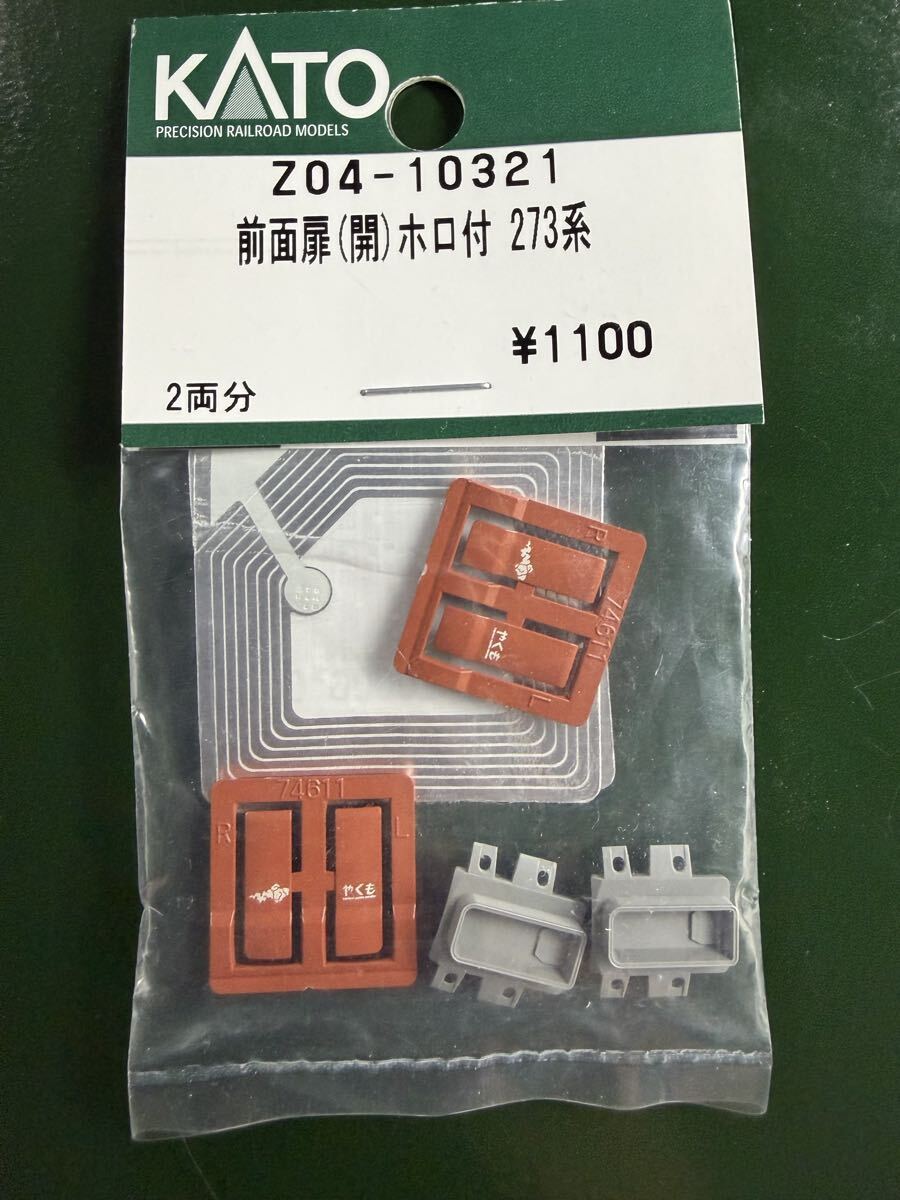 KATO
PRECISION RAILROAD MODELS
Z04-10321
前面扉(開)ホロ付 273系
¥1100
2両分
R
74611
やくも
L
74611
R
L
やくも